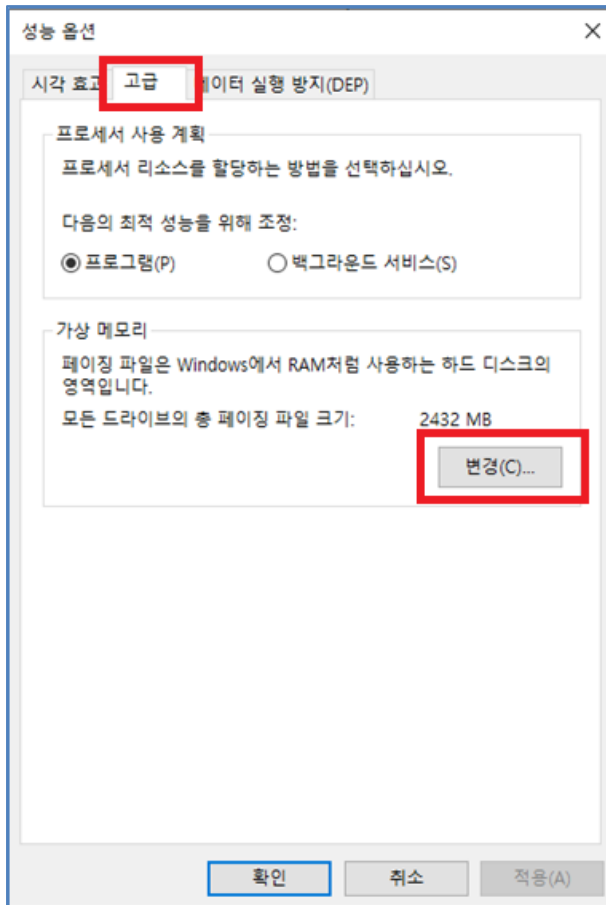 성능 옵션
시각 효과 고급 데이터 실행 방지(DEP)
프로세서 사용 계획
프로세서 리소스를 할당하는 방법을 선택하십시오.
다음의 최적 성능을 위해 조정:
프로그램(P) 백그라운드 서비스(S)
가상 메모리
페이징 파일은 Windows에서 RAM처럼 사용하는 하드 디스크의
영역입니다.
모든 드라이브의 총 페이징 파일 크기: 2432 MB
변경(C)...
확인 취소 적용(A)